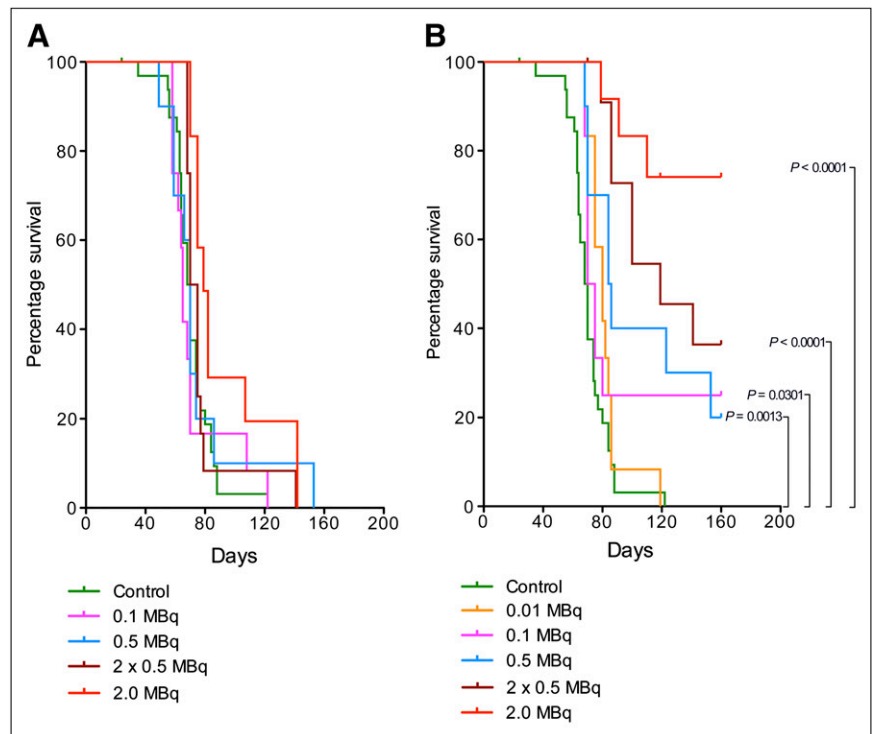 A
100
80
60
40
20
0
Percentage survival
0 40 80 120 160 200
Days
Control
0.1 MBq
0.5 MBq
2 x 0.5 MBq
2.0 MBq
B
100
80
60
40
20
0
Percentage survival
0 40 80 120 160 200
Days
P < 0.0001
P < 0.0001
P = 0.0301
P = 0.0013
Control
0.01 MBq
0.1 MBq
0.5 MBq
2 x 0.5 MBq
2.0 MBq